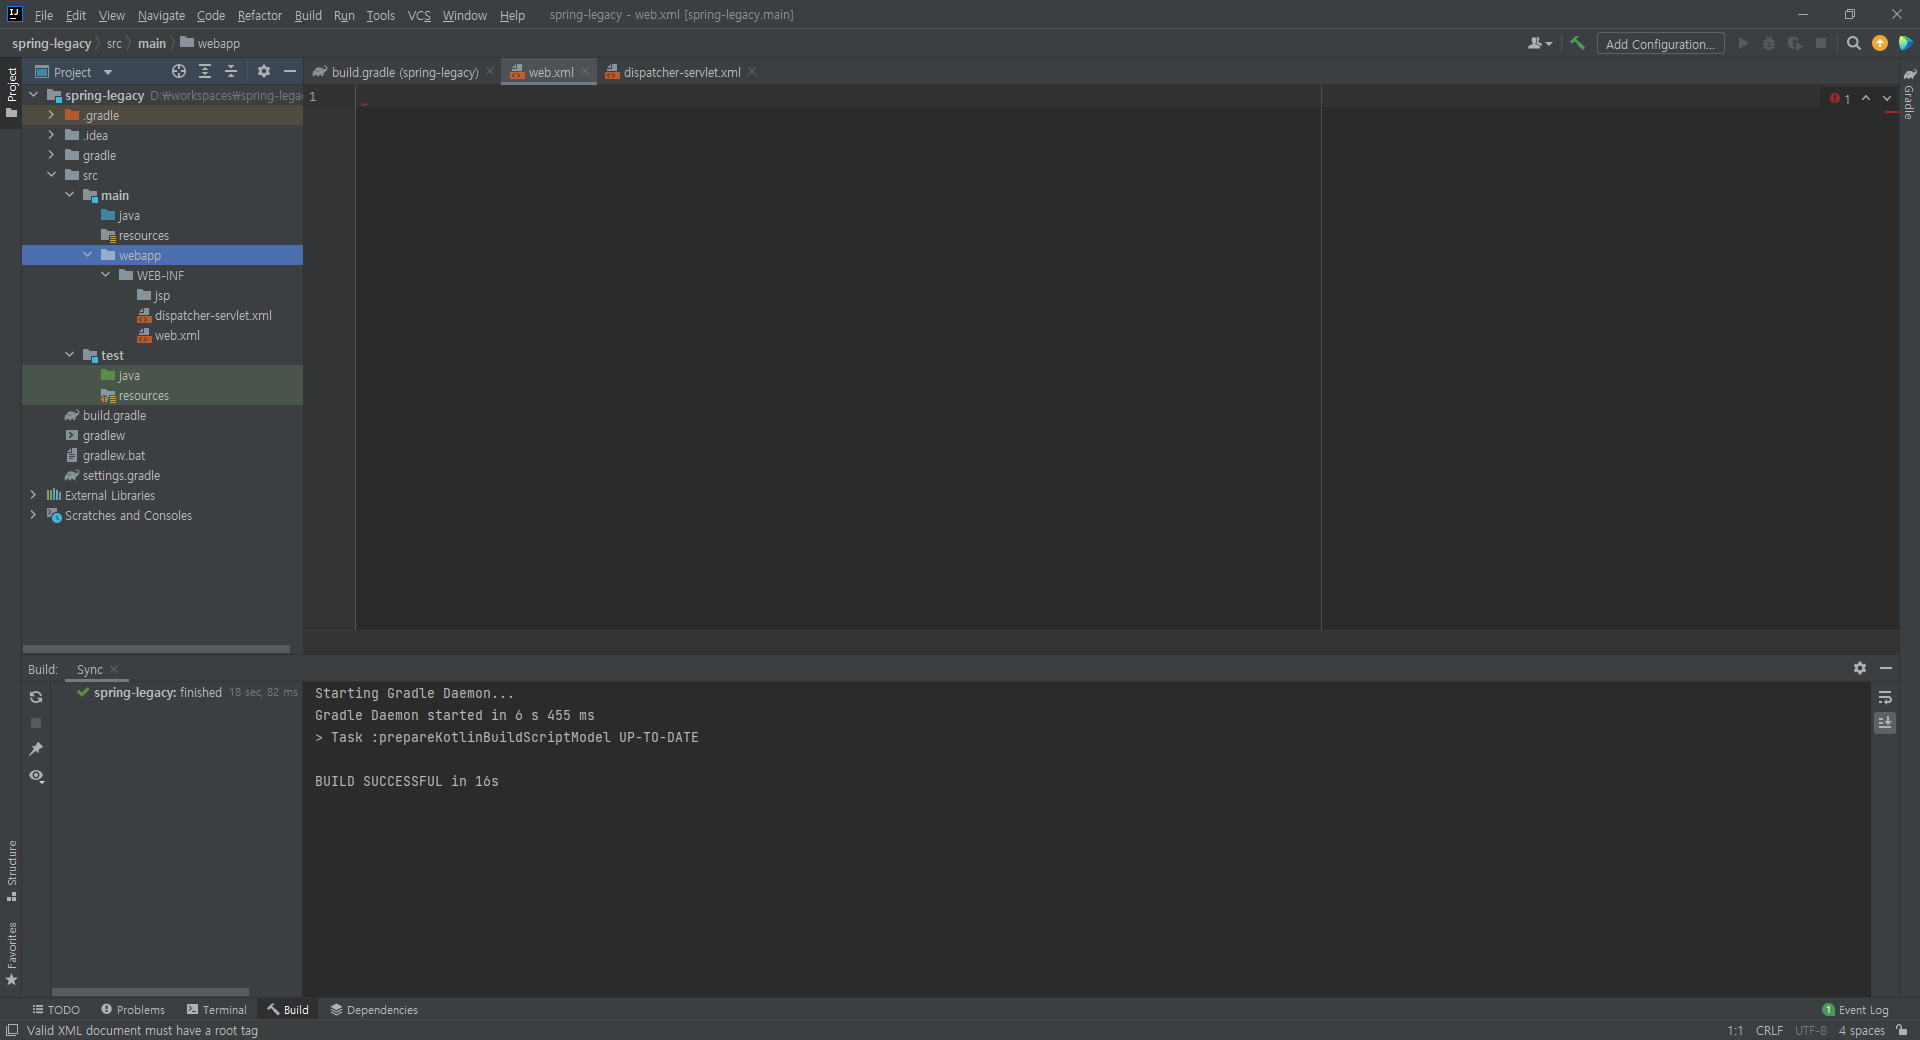 File Edit View Navigate Code Refactor Build Run Tools VCS Window Help spring-legacy - web.xml [spring-legacy.main]
spring-legacy src main webapp Add Configuration...
Project
Project
build.gradle (spring-legacy) web.xml dispatcher-servlet.xml
spring-legacy D:₩workspaces₩spring-lega
.gradle
.idea
gradle
src
main
java
resources
webapp
WEB-INF
jsp
dispatcher-servlet.xml
web.xml
test
java
resources
build.gradle
gradlew
gradlew.bat
settings.gradle
External Libraries
Scratches and Consoles
1
1
Gradle
Build: Sync
spring-legacy: finished 18 sec, 82 ms
Starting Gradle Daemon...
Gradle Daemon started in 6 s 455 ms
> Task :prepareKotlinBuildScriptModel UP-TO-DATE
BUILD SUCCESSFUL in 16s
Structure
Favorites
TODO Problems Terminal Build Dependencies 1 Event Log
Valid XML document must have a root tag 1:1 CRLF UTF-8 4 spaces